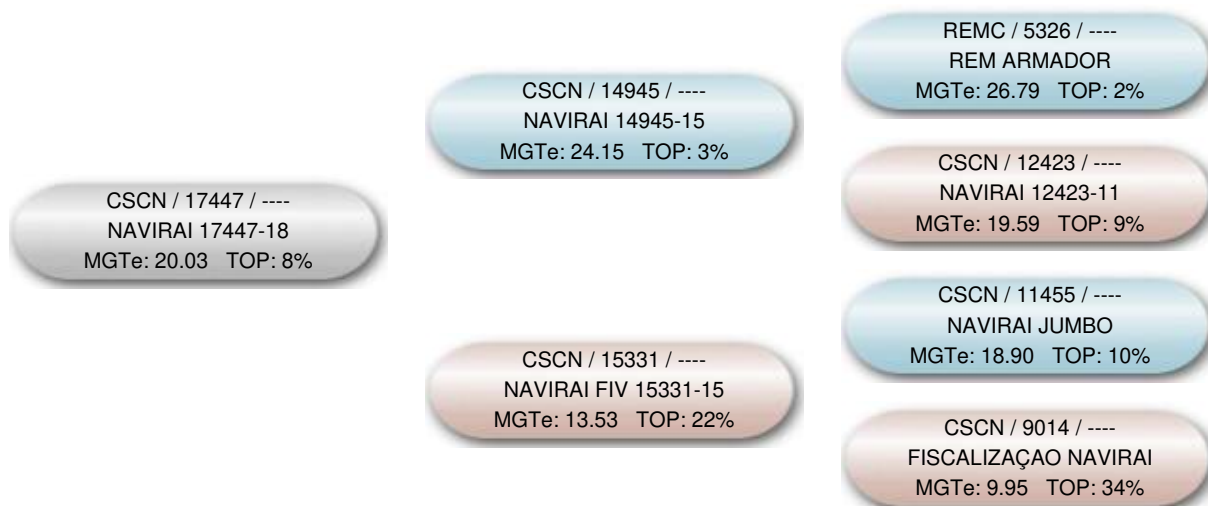 CSCN / 17447 / ----
NAVIRAI 17447-18
MGTe: 20.03 TOP: 8%
CSCN / 14945 / ----
NAVIRAI 14945-15
MGTe: 24.15 TOP: 3%
CSCN / 15331 / ----
NAVIRAI FIV 15331-15
MGTe: 13.53 TOP: 22%
REMC / 5326 / ----
REM ARMADOR
MGTe: 26.79 TOP: 2%
CSCN / 12423 / ----
NAVIRAI 12423-11
MGTe: 19.59 TOP: 9%
CSCN / 11455 / ----
NAVIRAI JUMBO
MGTe: 18.90 TOP: 10%
CSCN / 9014 / ----
FISCALIZAÇAO NAVIRAI
MGTe: 9.95 TOP: 34%